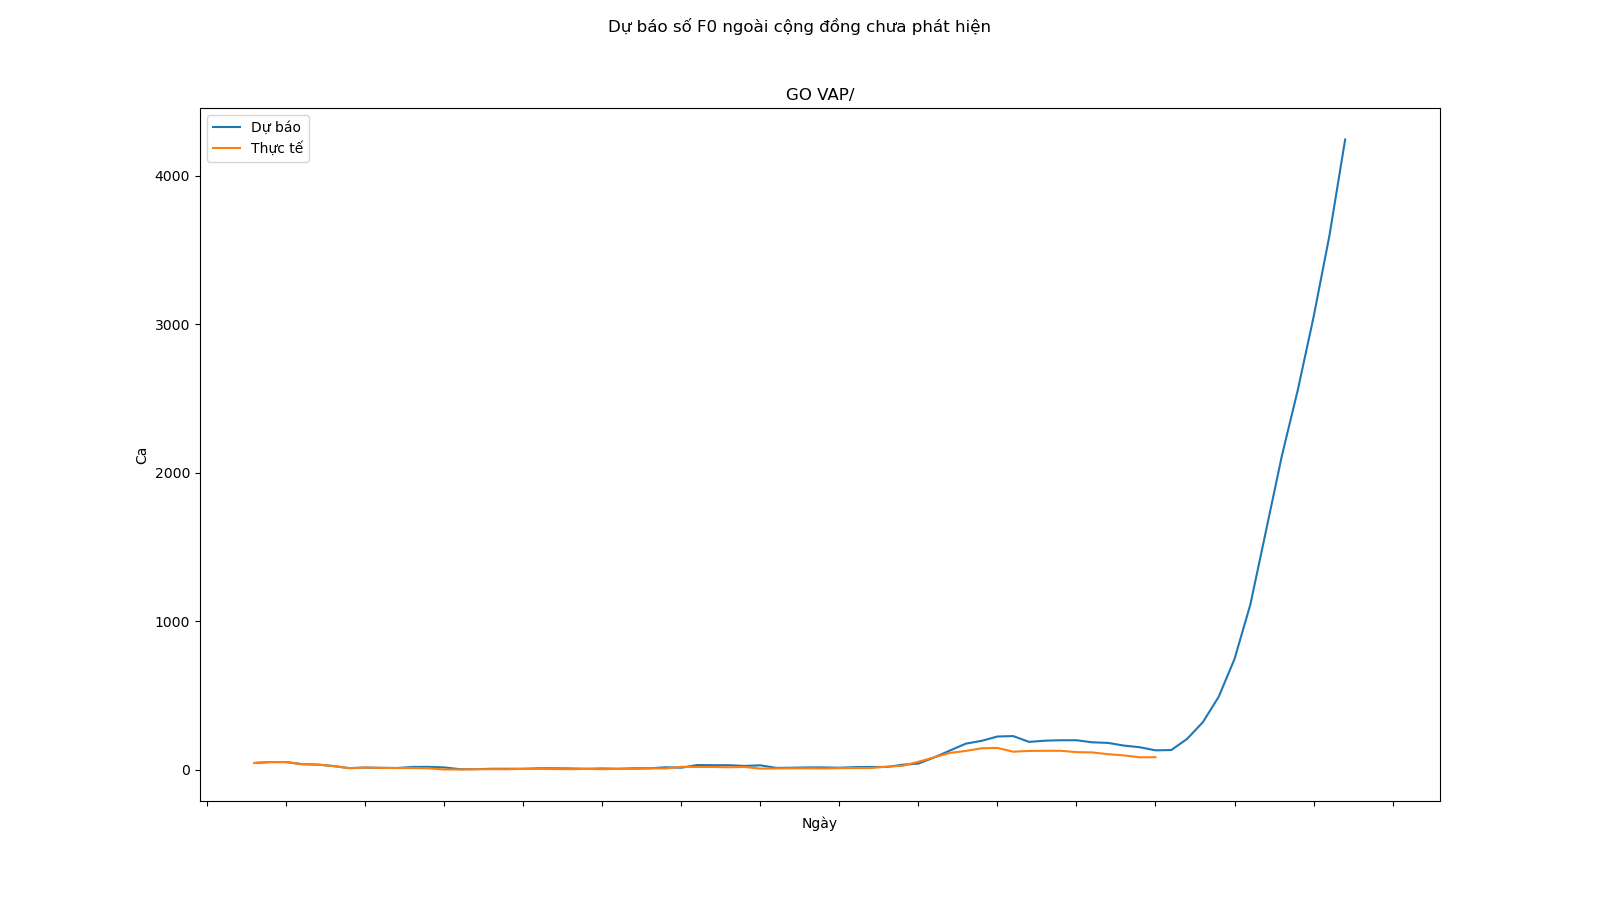 Dự báo số F0 ngoài cộng đồng chưa phát hiện
GO VAP/
Dự báo
Thực tế
4000
3000
2000
1000
0
Ca
Ngày